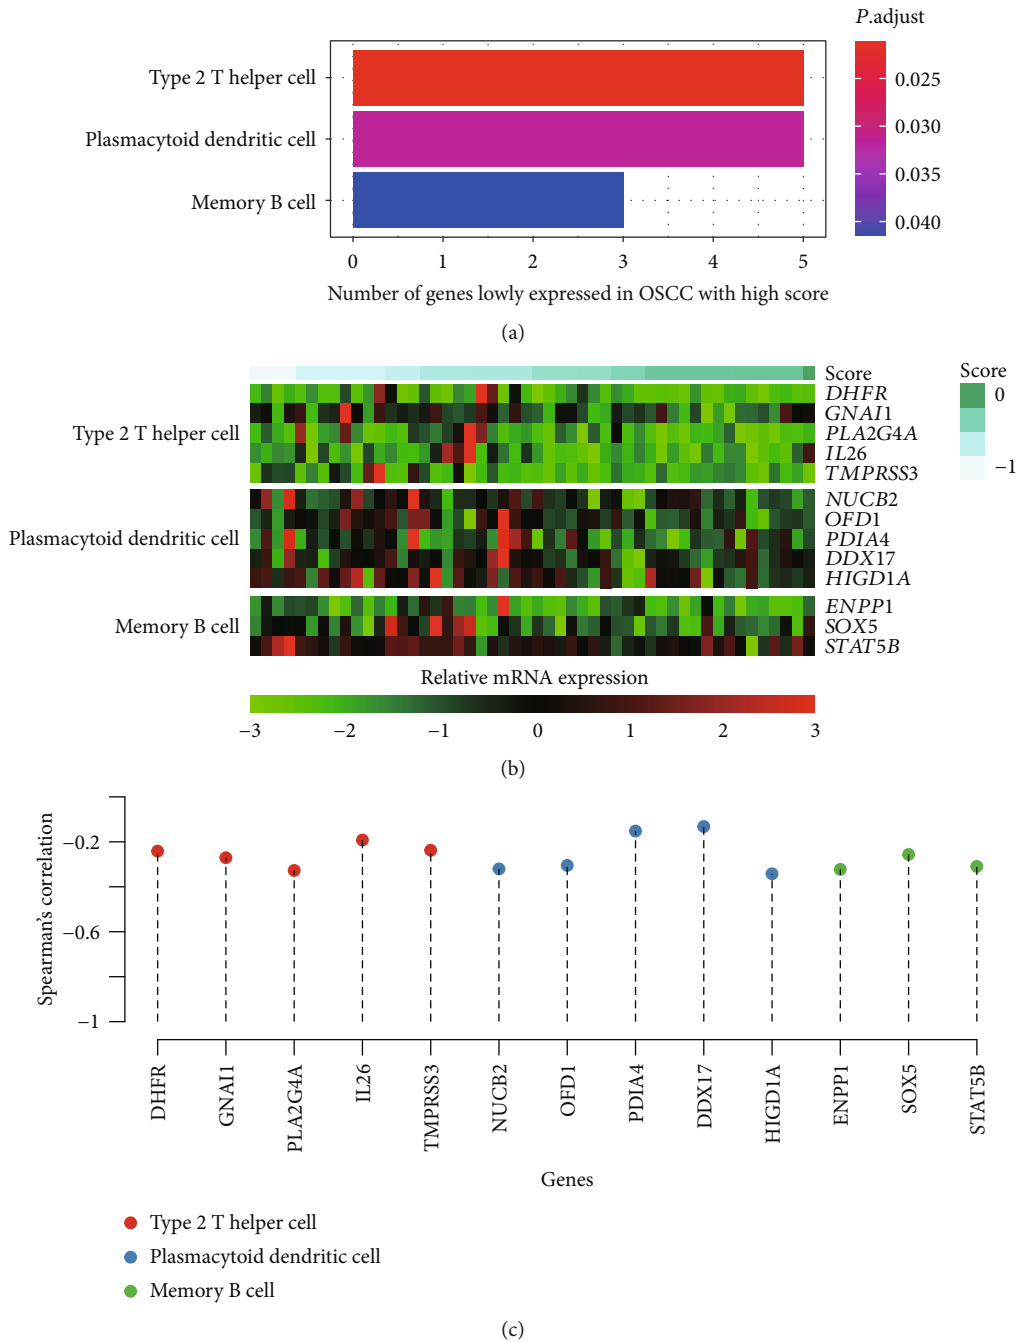 P.adjust
Type 2 T helper cell
Plasmacytoid dendritic cell
Memory B cell
0.025
0.030
0.035
0.040
0 1 2 3 4 5
Number of genes lowly expressed in OSCC with high score
(a)
Score
DHFR
GNAI1
PLA2G4A
IL26
TMPRSS3
NUCB2
OFD1
PDIA4
DDX17
HIGD1A
ENPP1
SOX5
STAT5B
Type 2 T helper cell
Plasmacytoid dendritic cell
Memory B cell
Score
0
−1
Relative mRNA expression
−3 −2 −1 0 1 2 3
(b)
Spearman's correlation
−0.2
−0.6
−1
DHFR
GNAI1
PLA2G4A
IL26
TMPRSS3
NUCB2
OFD1
PDIA4
DDX17
HIGD1A
ENPP1
SOX5
STAT5B
Genes
Type 2 T helper cell
Plasmacytoid dendritic cell
Memory B cell
(c)